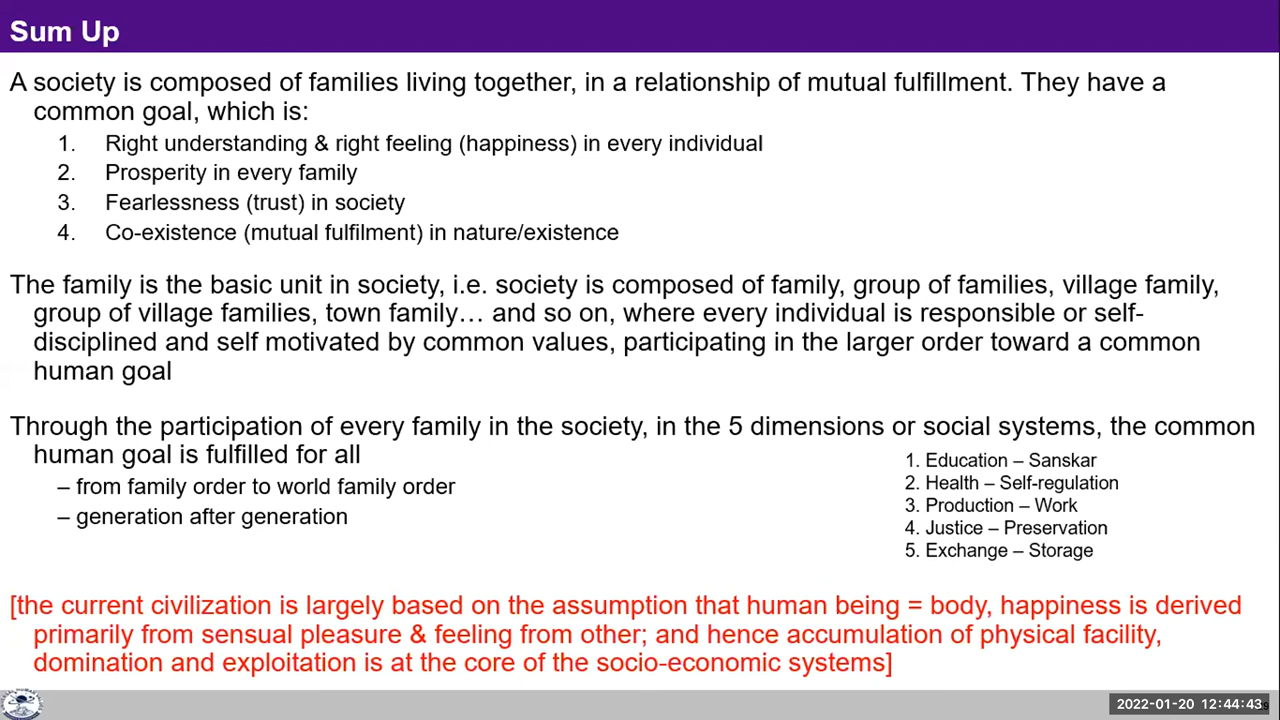 Sum Up
A society is composed of families living together, in a relationship of mutual fulfillment. They have a
common goal, which is:
1. Right understanding & right feeling (happiness) in every individual
2. Prosperity in every family
3. Fearlessness (trust) in society
4. Co-existence (mutual fulfilment) in nature/existence
The family is the basic unit in society, i.e. society is composed of family, group of families, village family,
group of village families, town family… and so on, where every individual is responsible or self-
disciplined and self motivated by common values, participating in the larger order toward a common
human goal
Through the participation of every family in the society, in the 5 dimensions or social systems, the common
human goal is fulfilled for all
– from family order to world family order
– generation after generation
1. Education – Sanskar
2. Health – Self-regulation
3. Production – Work
4. Justice – Preservation
5. Exchange – Storage
[the current civilization is largely based on the assumption that human being = body, happiness is derived
primarily from sensual pleasure & feeling from other; and hence accumulation of physical facility,
domination and exploitation is at the core of the socio-economic systems]
2022-01-20 12:44:43